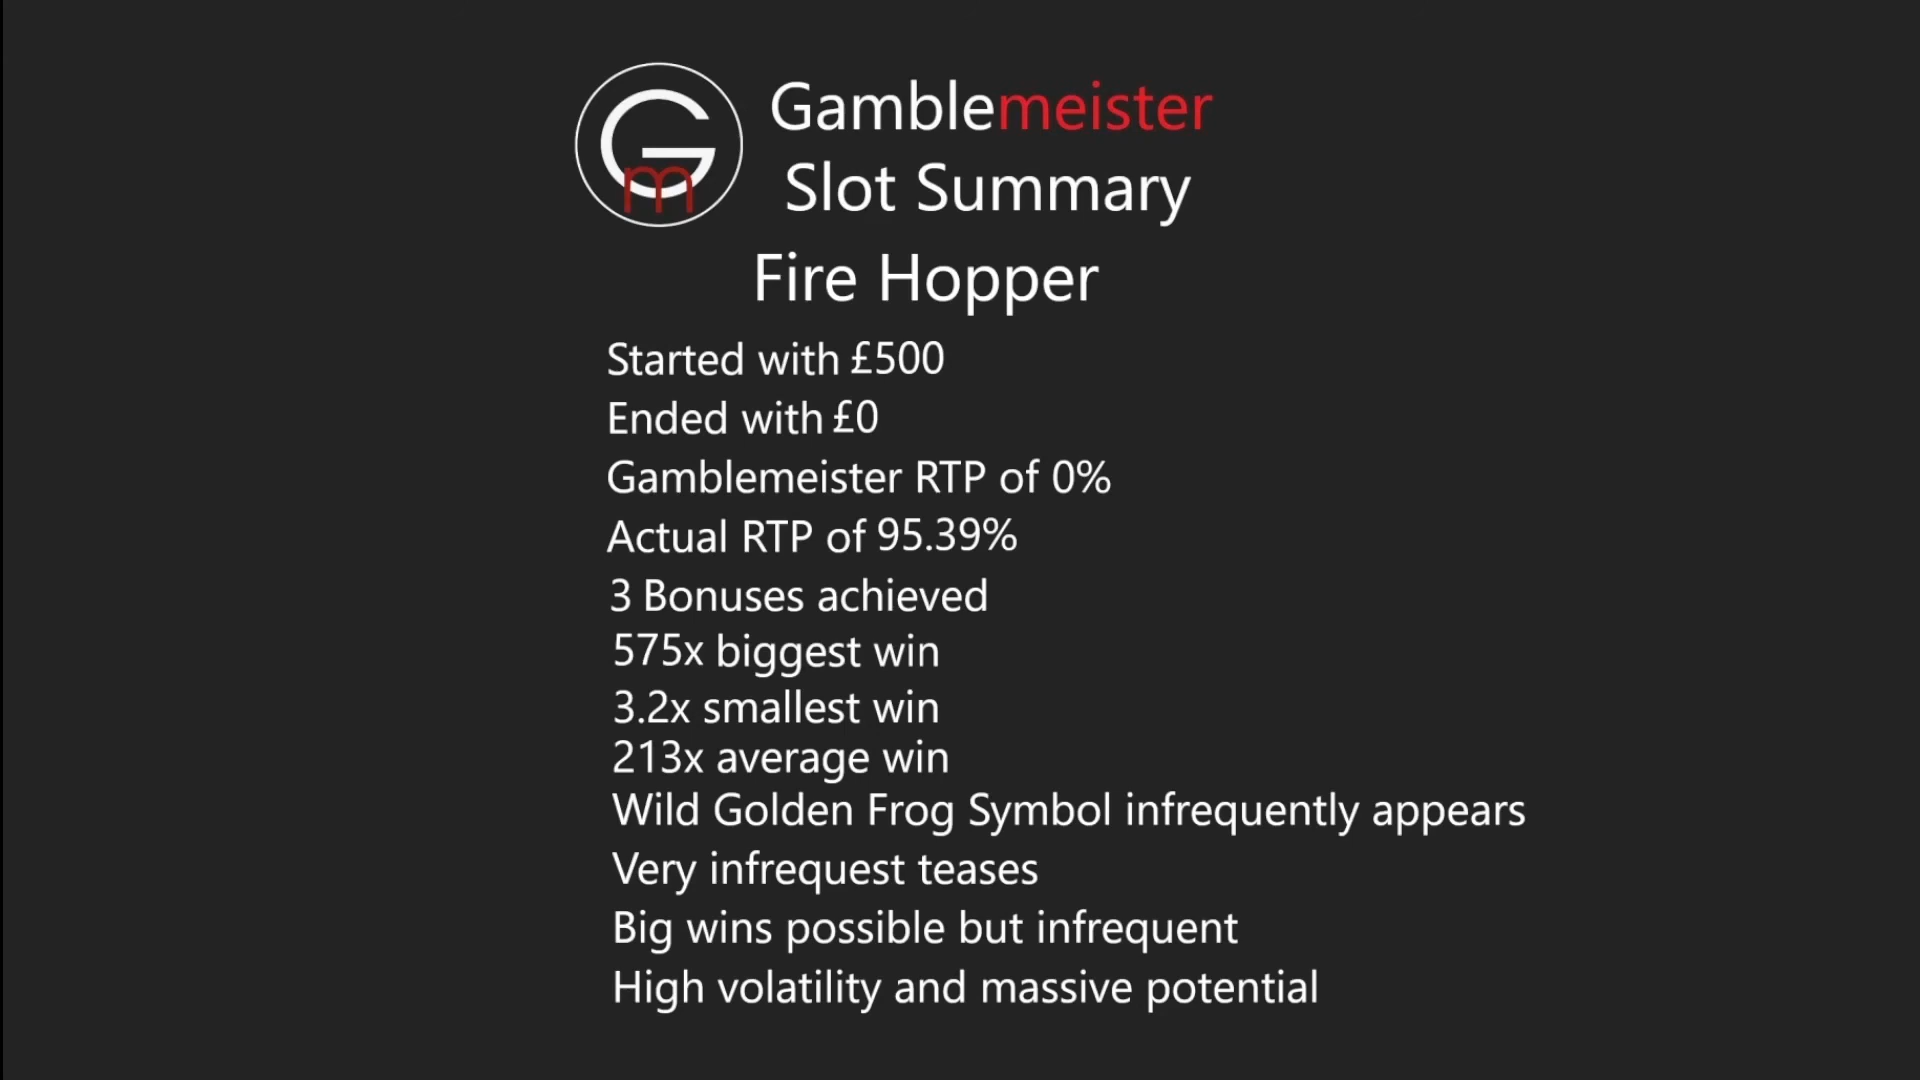 Gm
Gamblemeister
Slot Summary
Fire Hopper
Started with £500
Ended with £0
Gamblemeister RTP of 0%
Actual RTP of 95.39%
3 Bonuses achieved
575x biggest win
3.2x smallest win
213x average win
Wild Golden Frog Symbol infrequently appears
Very infrequest teases
Big wins possible but infrequent
High volatility and massive potential